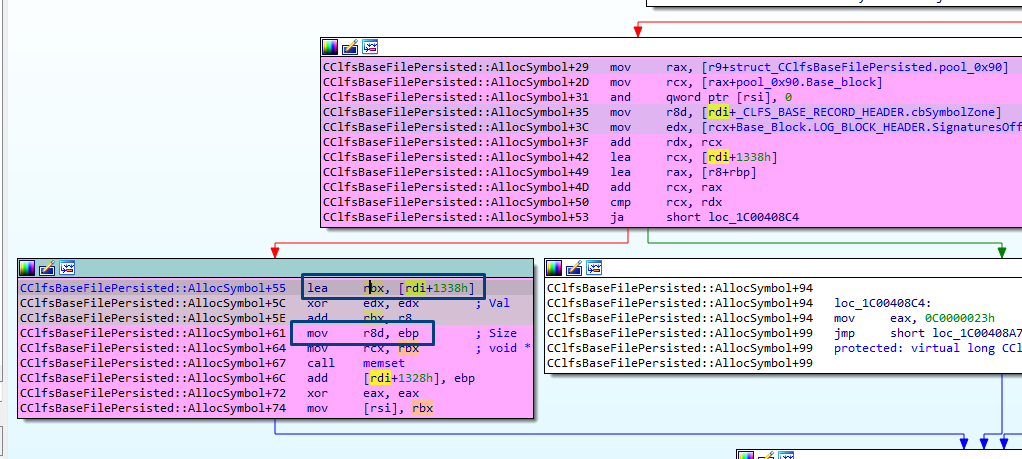 CClfsBaseFilePersisted::AllocSymbol+29 mov rax, [r9+struct_CClfsBaseFilePersisted.pool_0x90]
CClfsBaseFilePersisted::AllocSymbol+2D mov rcx, [rax+pool_0x90.Base_block]
CClfsBaseFilePersisted::AllocSymbol+31 and qword ptr [rsi], 0
CClfsBaseFilePersisted::AllocSymbol+35 mov r8d, [rdi+_CLFS_BASE_RECORD_HEADER.cbSymbolZone]
CClfsBaseFilePersisted::AllocSymbol+3C mov edx, [rcx+Base_Block.LOG_BLOCK_HEADER.SignaturesOff
CClfsBaseFilePersisted::AllocSymbol+3F add rdx, rcx
CClfsBaseFilePersisted::AllocSymbol+42 lea rcx, [rdi+1338h]
CClfsBaseFilePersisted::AllocSymbol+49 lea rax, [r8+rbp]
CClfsBaseFilePersisted::AllocSymbol+4D add rcx, rax
CClfsBaseFilePersisted::AllocSymbol+50 cmp rcx, rdx
CClfsBaseFilePersisted::AllocSymbol+53 ja short loc_1C00408C4
CClfsBaseFilePersisted::AllocSymbol+55 lea rbx, [rdi+1338h]
CClfsBaseFilePersisted::AllocSymbol+5C xor edx, edx ; Val
CClfsBaseFilePersisted::AllocSymbol+5E add rbx, r8
CClfsBaseFilePersisted::AllocSymbol+61 mov r8d, ebp ; Size
CClfsBaseFilePersisted::AllocSymbol+64 mov rcx, rbx ; void *
CClfsBaseFilePersisted::AllocSymbol+67 call memset
CClfsBaseFilePersisted::AllocSymbol+6C add [rdi+1328h], ebp
CClfsBaseFilePersisted::AllocSymbol+72 xor eax, eax
CClfsBaseFilePersisted::AllocSymbol+74 mov [rsi], rbx
CClfsBaseFilePersisted::AllocSymbol+94
CClfsBaseFilePersisted::AllocSymbol+94 loc_1C00408C4:
CClfsBaseFilePersisted::AllocSymbol+94 mov eax, 0C0000023h
CClfsBaseFilePersisted::AllocSymbol+99 jmp short loc_1C00408A7
CClfsBaseFilePersisted::AllocSymbol+99 protected: virtual long CCl
CClfsBaseFilePersisted::AllocSymbol+99